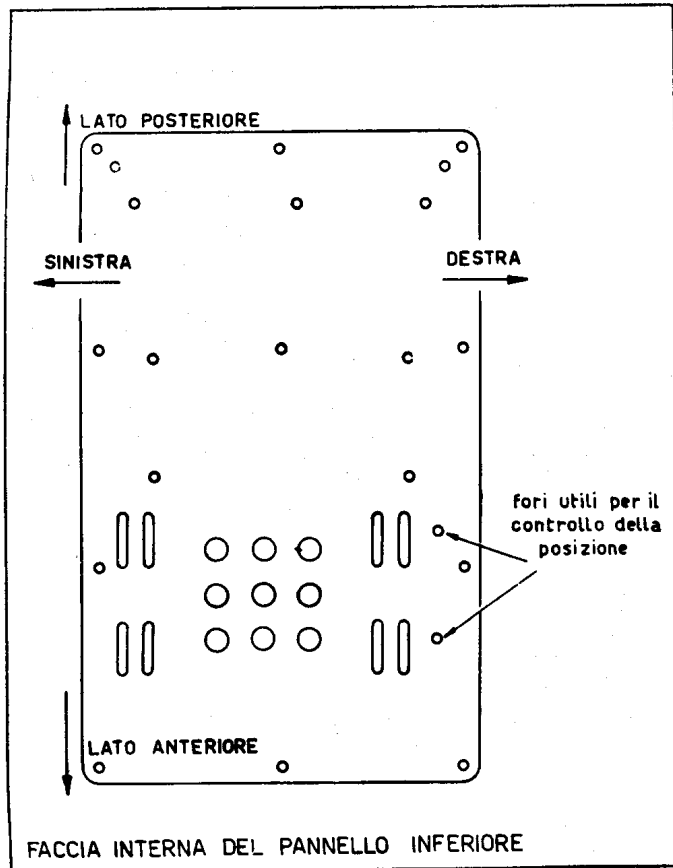 LATO POSTERIORE
SINISTRA
DESTRA
fori utili per il
controllo della
posizione
LATO ANTERIORE
FACCIA INTERNA DEL PANNELLO INFERIORE